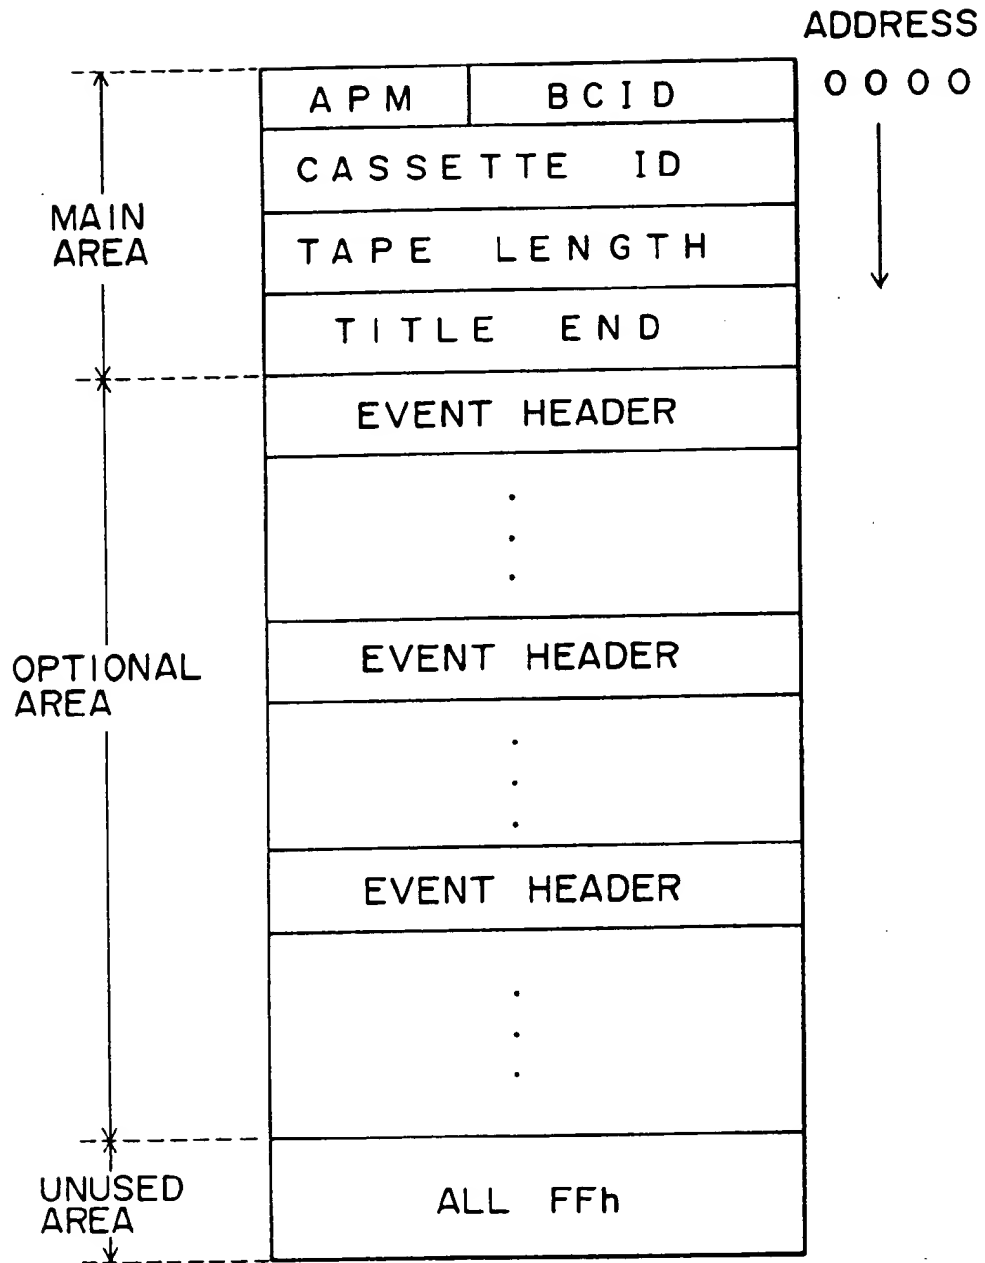 ADDRESS
APM BCID 0000
CASSETTE ID
MAIN
AREA
TAPE LENGTH
TITLE END
EVENT HEADER
EVENT HEADER
OPTIONAL
AREA
EVENT HEADER
UNUSED
AREA
ALL FFh